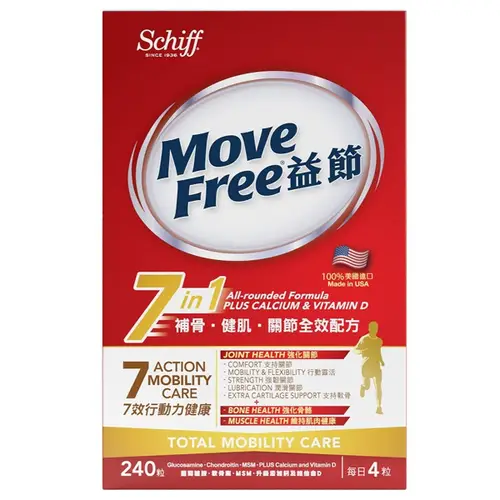 Schiff
SINCE 1936
Move
Free®益節
100%美國進口
Made in USA
7 in 1
All-rounded Formula
PLUS CALCIUM & VITAMIN D
補骨・健肌・關節全效配方
7 ACTION
MOBILITY
CARE
7效行動力健康
JOINT HEALTH 強化關節
· COMFORT 支持關節
· MOBILITY & FLEXIBILITY 行動靈活
· STRENGTH 強韌關節
· LUBRICATION 潤滑關節
· EXTRA CARTILAGE SUPPORT 支持軟骨
+
· BONE HEALTH 強化骨骼
· MUSCLE HEALTH 維持肌肉健康
TOTAL MOBILITY CARE
240粒
Glucosamine·Chondroitin·MSM·PLUS Calcium and Vitamin D
每日4粒